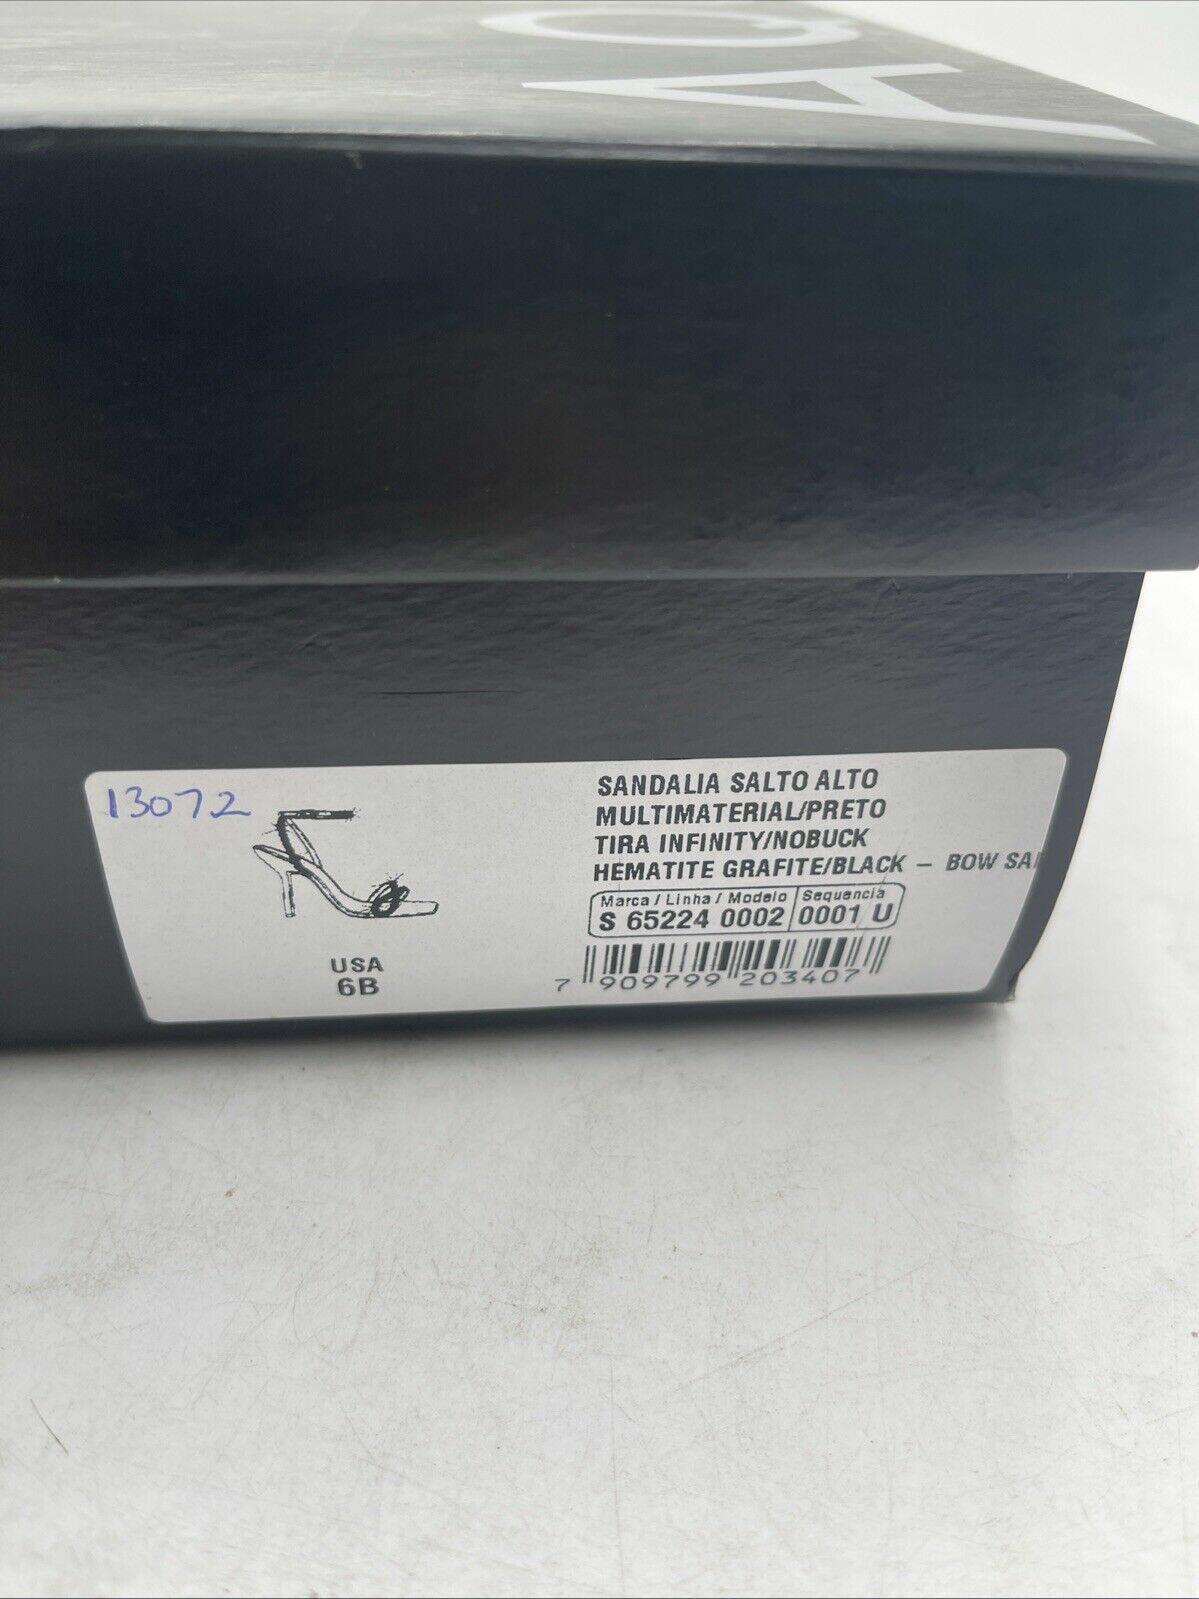 A C
13072
SANDALIA SALTO ALTO
MULTIMATERIAL/PRETO
TIRA INFINITY/NOBUCK
HEMATITE GRAFITE/BLACK – BOW SA
Marca / Linha / Modelo Sequencia
S 65224 0002 0001 U
7 909799 203407
USA
6B